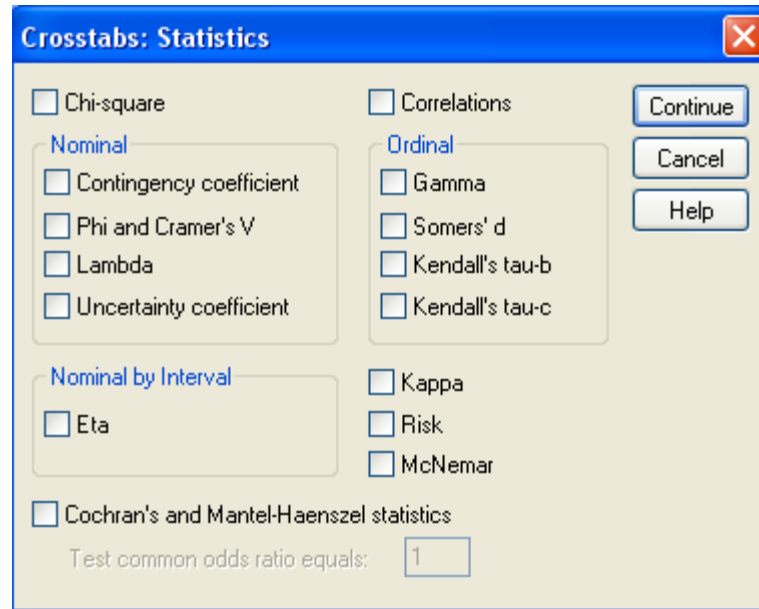 Crosstabs: Statistics
Chi-square
Correlations
Continue
Nominal
Contingency coefficient
Phi and Cramer's V
Lambda
Uncertainty coefficient
Ordinal
Gamma
Somers' d
Kendall's tau-b
Kendall's tau-c
Cancel
Help
Nominal by Interval
Eta
Kappa
Risk
McNemar
Cochran's and Mantel-Haenszel statistics
Test common odds ratio equals: 1